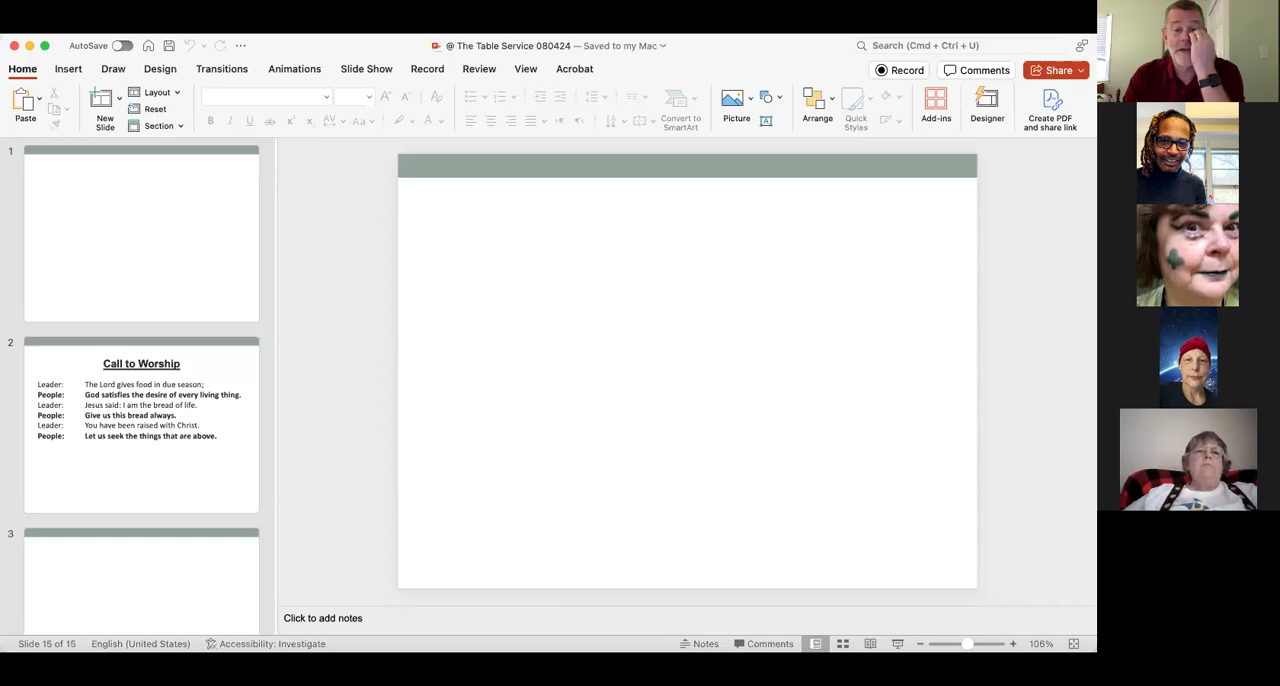 AutoSave
@ The Table Service 080424 — Saved to my Mac
Search (Cmd + Ctrl + U)
Home Insert Draw Design Transitions Animations Slide Show Record Review View Acrobat
Record Comments Share
Paste
New Slide
Layout
Reset
Section
Convert to SmartArt
Picture
Arrange
Quick Styles
Add-ins
Designer
Create PDF and share link
1
2
Call to Worship
Leader: The Lord gives food in due season;
People: God satisfies the desire of every living thing.
Leader: Jesus said: I am the bread of life.
People: Give us this bread always.
Leader: You have been raised with Christ.
People: Let us seek the things that are above.
3
Click to add notes
Slide 15 of 15 English (United States) Accessibility: Investigate Notes Comments 106%